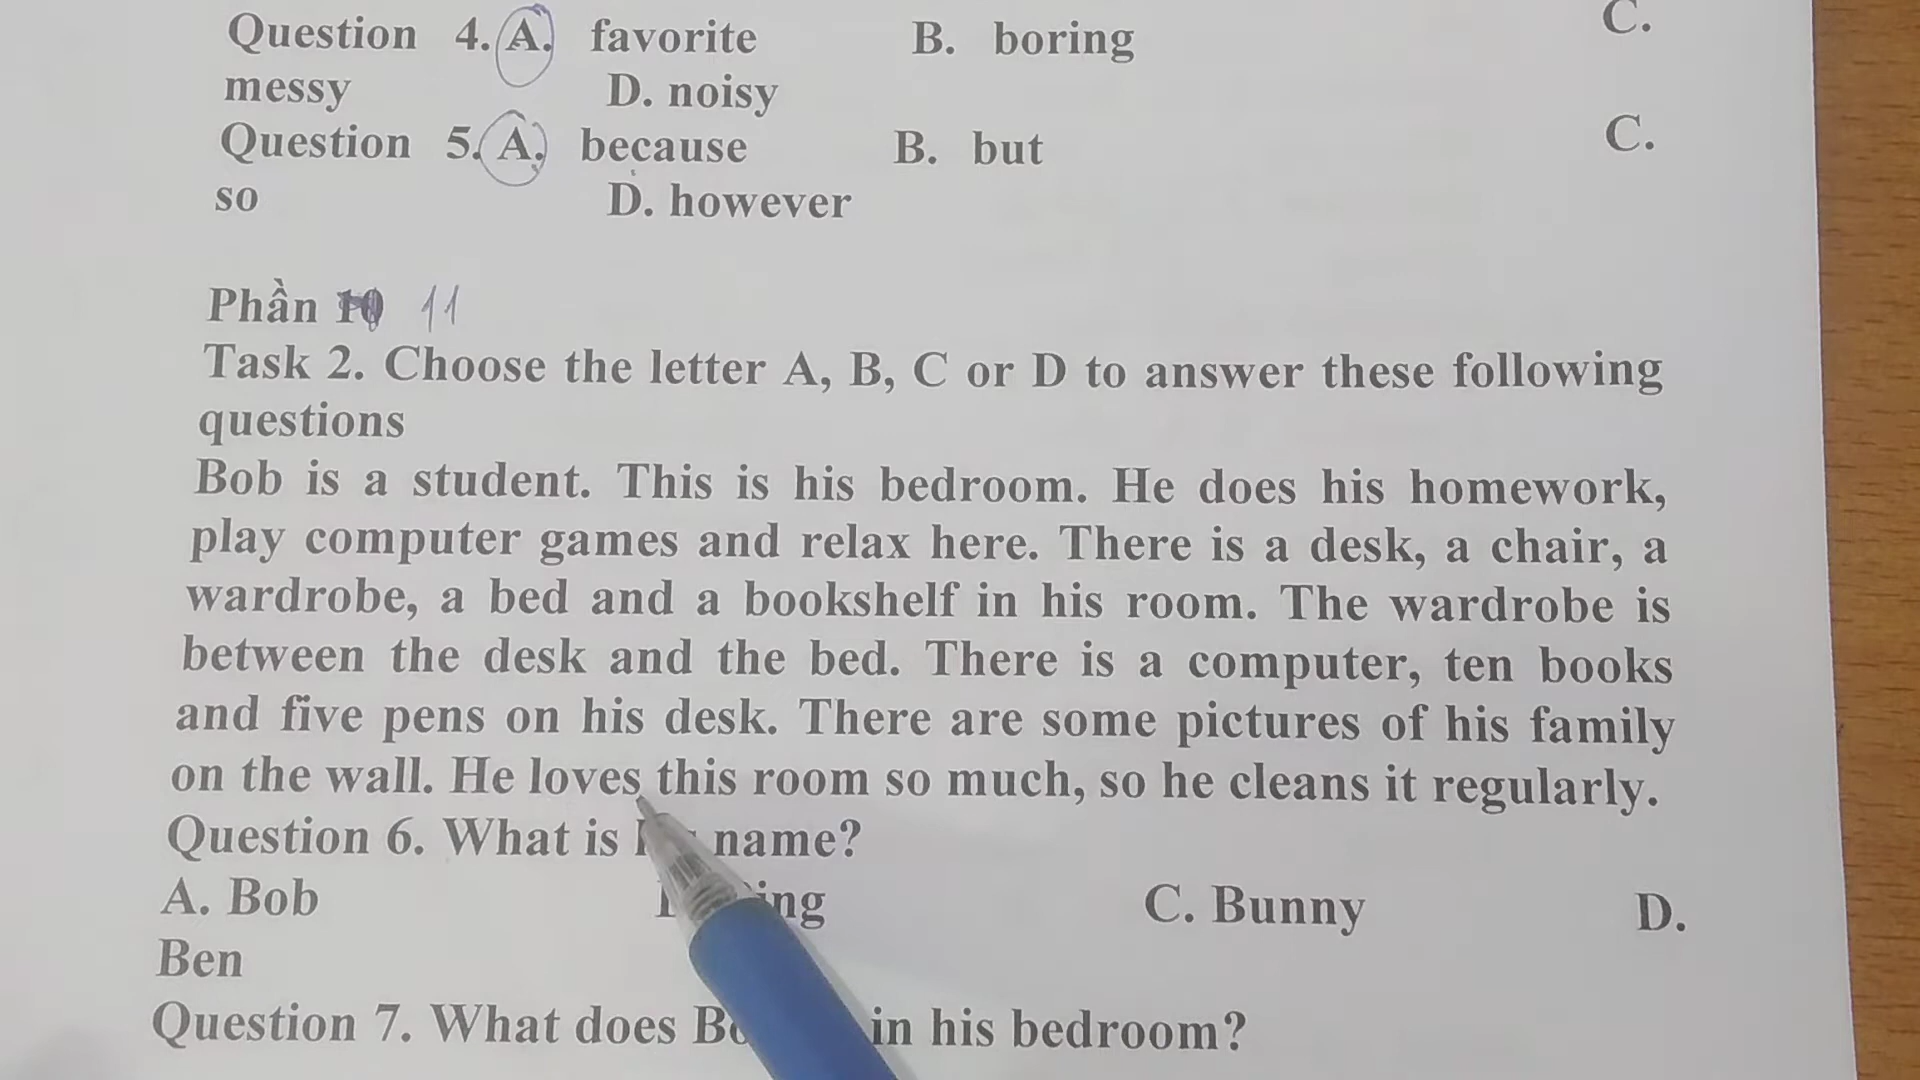 Question 4. A. favorite B. boring C.
messy D. noisy
Question 5. A. because B. but C.
so D. however
Phần 11
Task 2. Choose the letter A, B, C or D to answer these following
questions
Bob is a student. This is his bedroom. He does his homework,
play computer games and relax here. There is a desk, a chair, a
wardrobe, a bed and a bookshelf in his room. The wardrobe is
between the desk and the bed. There is a computer, ten books
and five pens on his desk. There are some pictures of his family
on the wall. He loves this room so much, so he cleans it regularly.
Question 6. What is name?
A. Bob C. Bunny D.
Ben
Question 7. What does in his bedroom?